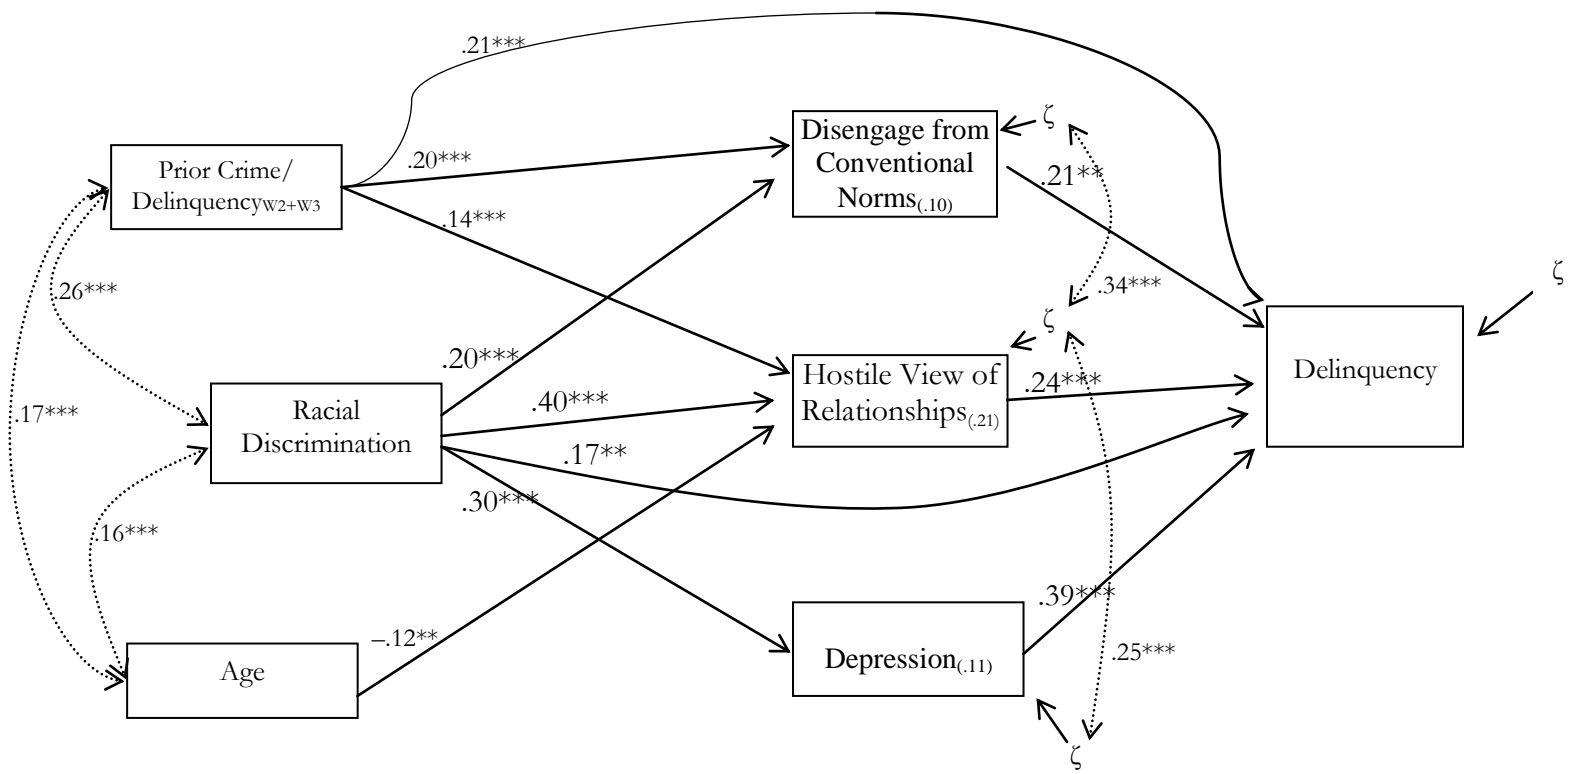 .21***
ζ
Disengage from
Conventional
Norms(.10)
Prior Crime/
DelinquencyW2+W3
.20***
.21**
.14***
ζ
.26***
.34***
ζ
.20***
Hostile View of
Relationships(.21)
Delinquency
.24***
Racial
Discrimination
.40***
.17***
.17**
.30***
.16***
.39***
−.12**
Age
Depression(.11)
.25***
ζ